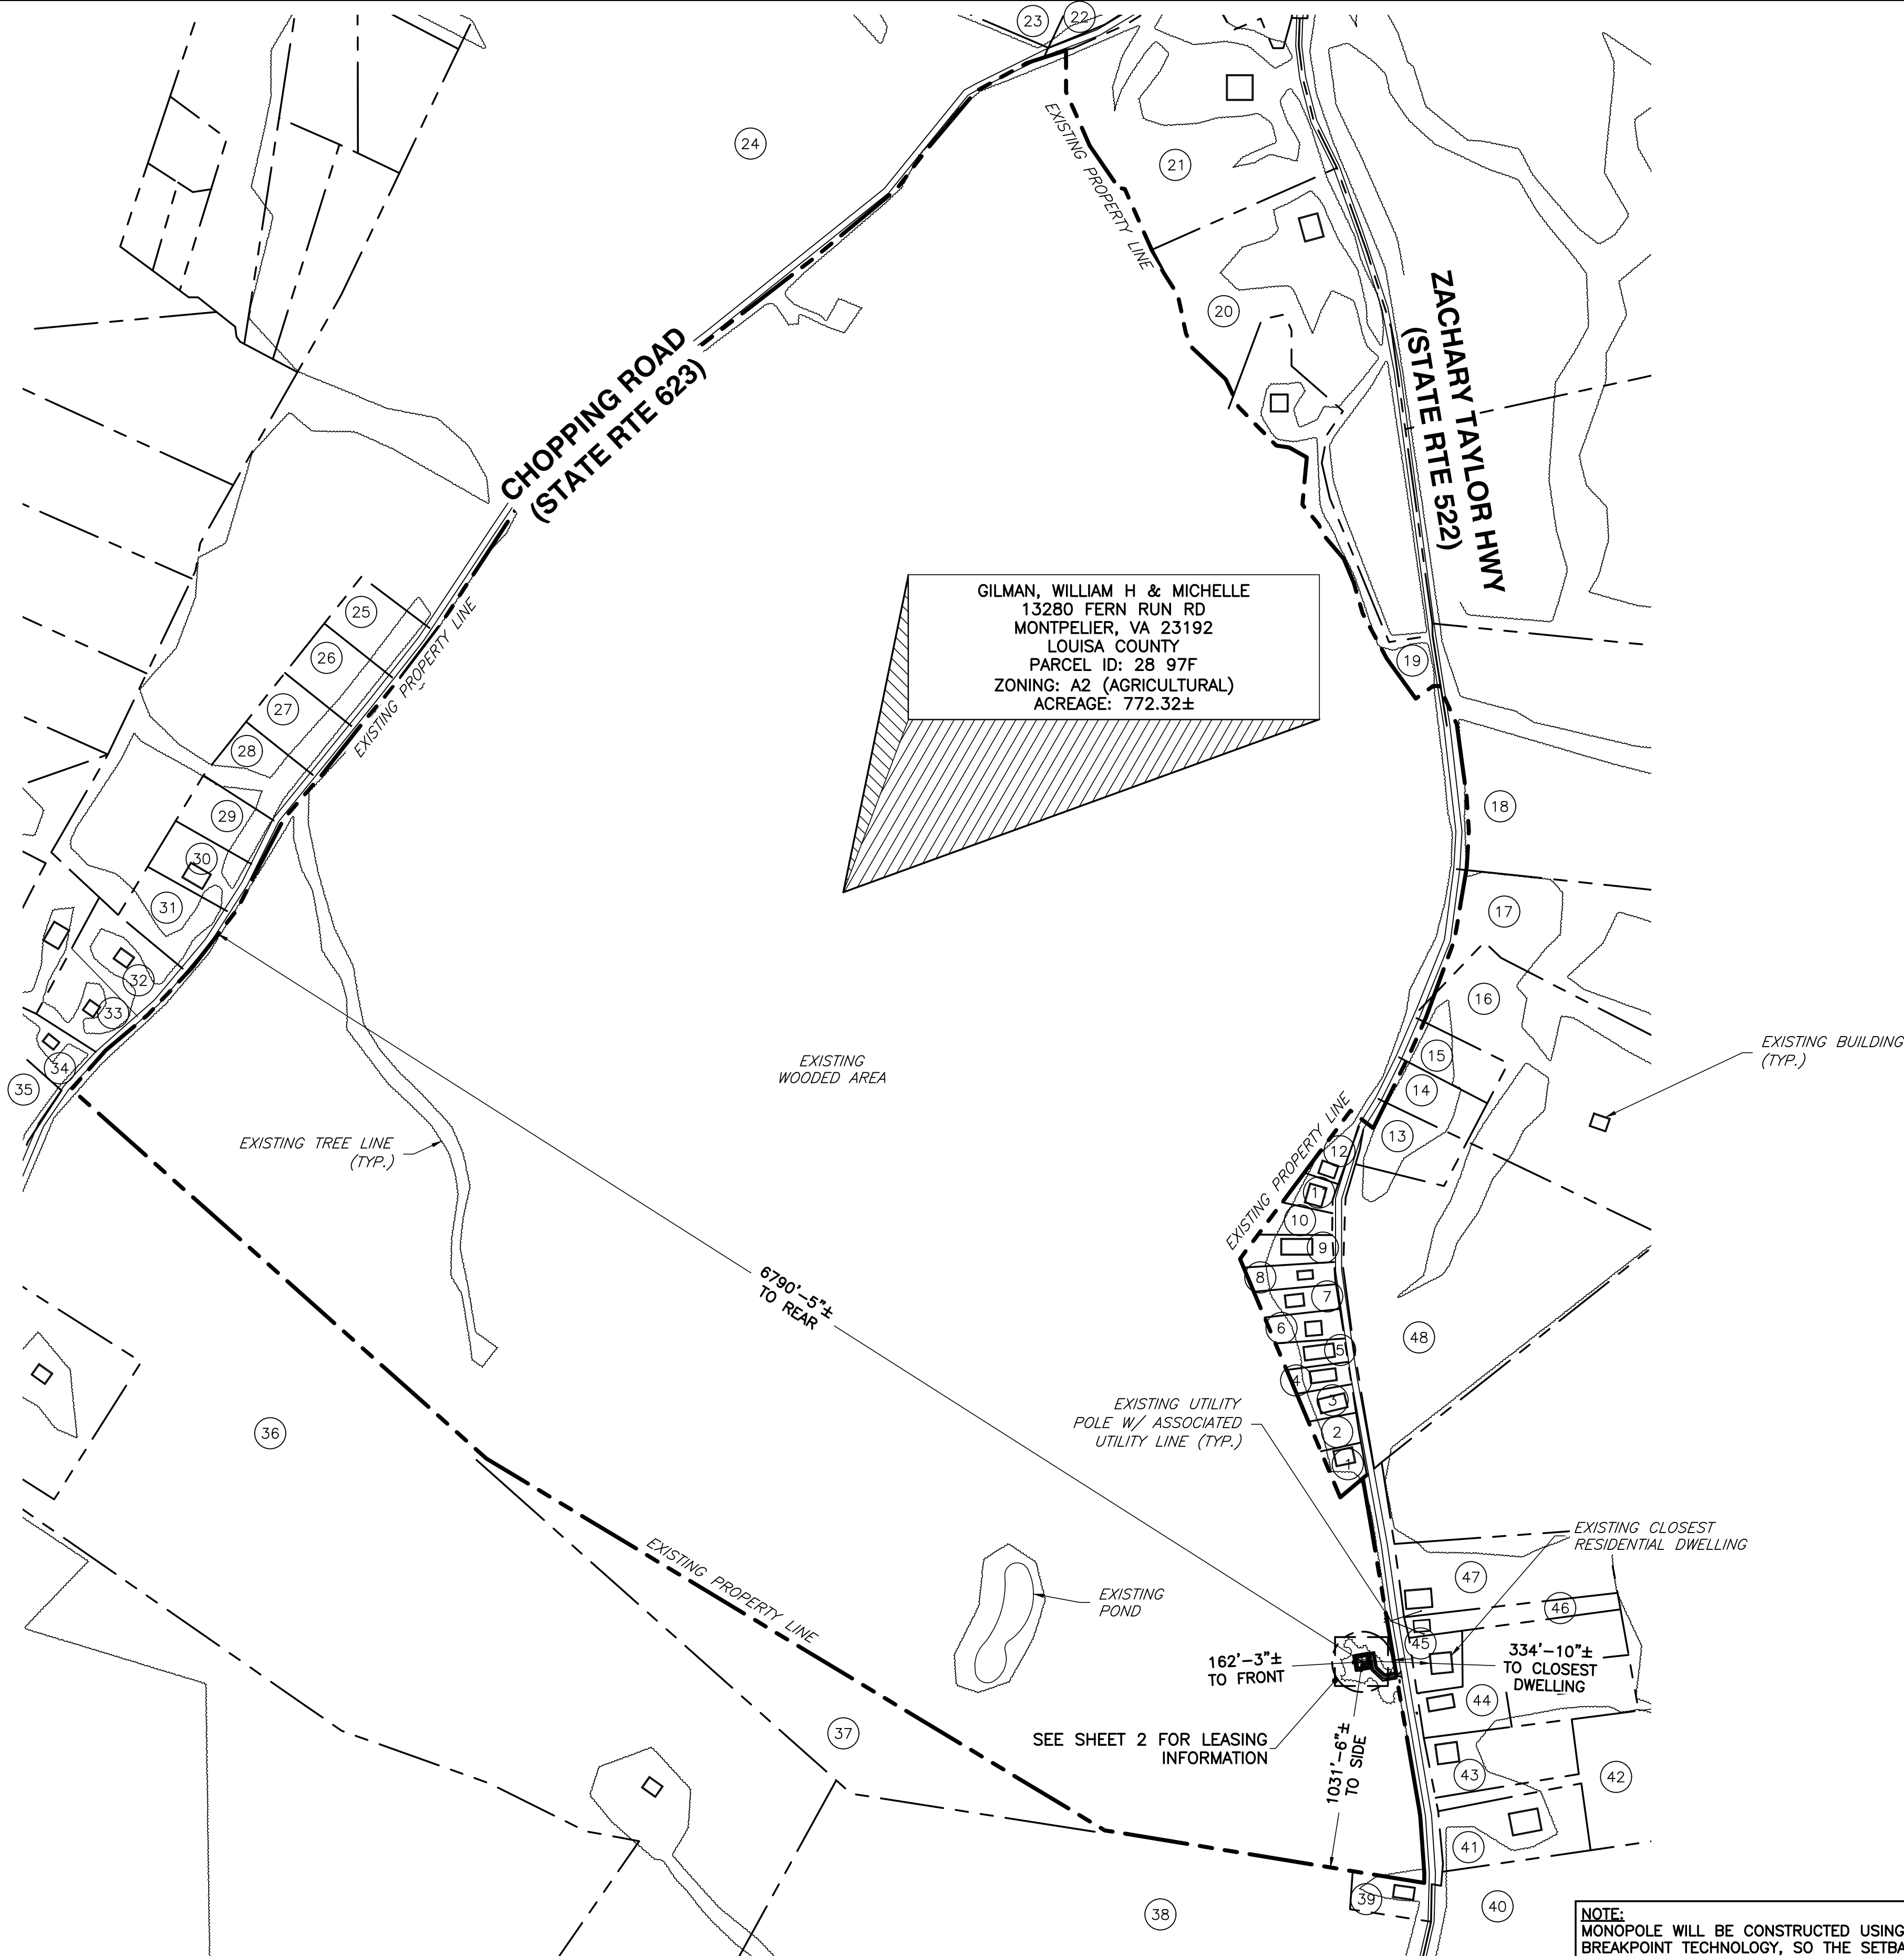 23
22
24
21
EXISTING PROPERTY LINE
20
ZACHARY TAYLOR HWY
(STATE RTE 522)
CHOPPING ROAD
(STATE RTE 623)
GILMAN, WILLIAM H & MICHELLE
13280 FERN RUN RD
MONTPELIER, VA 23192
LOUISA COUNTY
PARCEL ID: 28 97F
ZONING: A2 (AGRICULTURAL)
ACREAGE: 772.32±
25
26
27
28
EXISTING PROPERTY LINE
19
29
30
31
32
33
34
35
18
17
16
15
14
13
EXISTING BUILDING
(TYP.)
EXISTING
WOODED AREA
EXISTING TREE LINE
(TYP.)
EXISTING PROPERTY LINE
12
10
9
8
7
6
5
4
3
2
1
48
6790'-5"±
TO REAR
36
EXISTING UTILITY
POLE W/ ASSOCIATED
UTILITY LINE (TYP.)
EXISTING PROPERTY LINE
EXISTING CLOSEST
RESIDENTIAL DWELLING
EXISTING
POND
47
46
45
162'-3"±
TO FRONT
334'-10"±
TO CLOSEST
DWELLING
44
37
SEE SHEET 2 FOR LEASING
INFORMATION
1031'-6"±
TO SIDE
43
42
41
39
38
40
NOTE:
MONOPOLE WILL BE CONSTRUCTED USING
BREAKPOINT TECHNOLOGY, SO THE SETBA